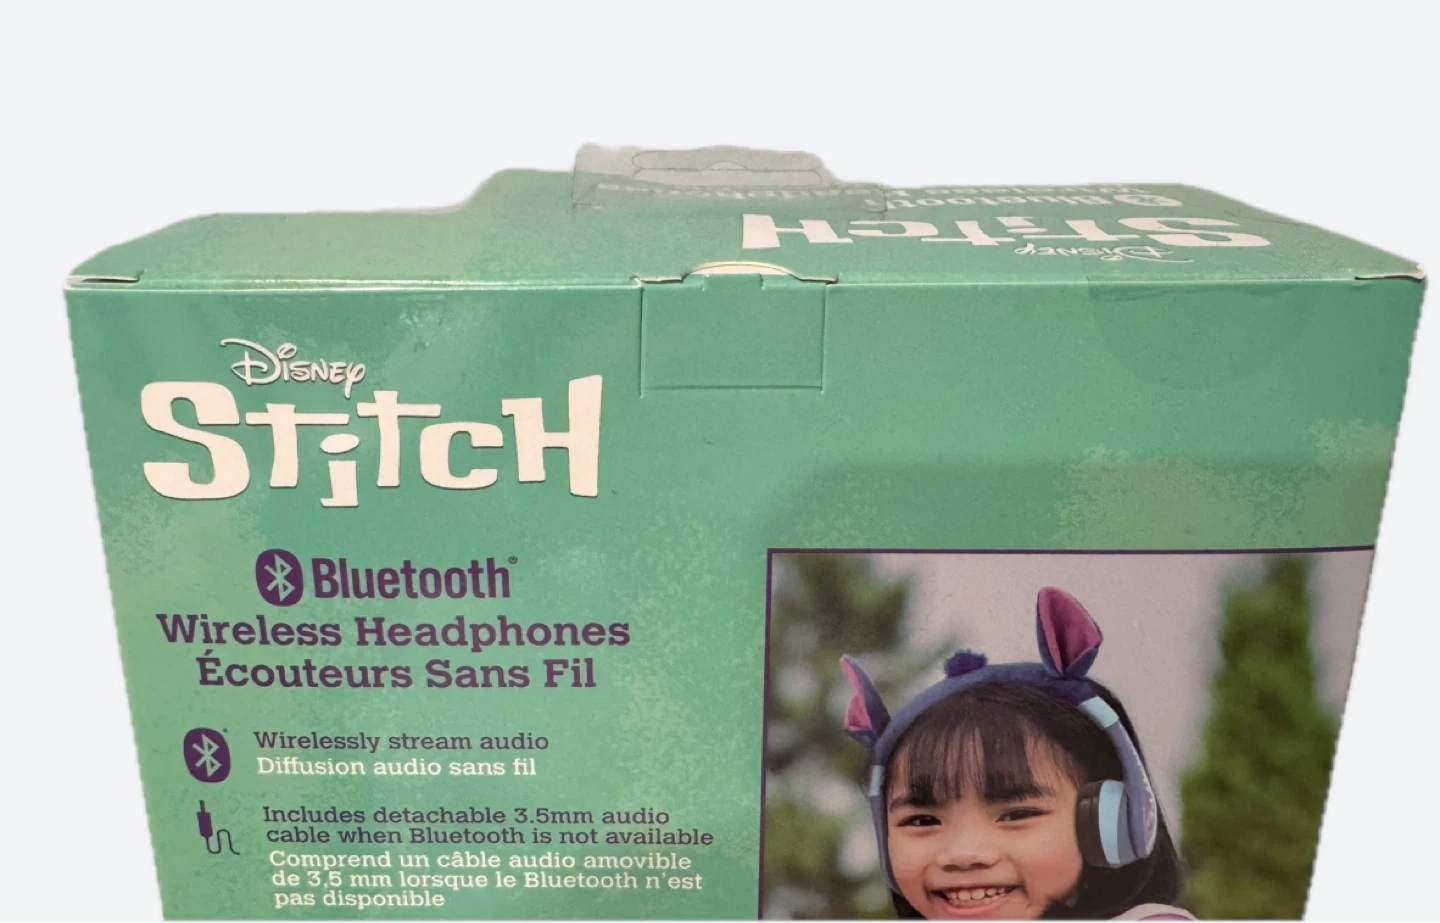 Wireless Headphones
Bluetooth
STITCH
DISNEY
DISNEY
STITCH
Bluetooth®
Wireless Headphones
Écouteurs Sans Fil
Wirelessly stream audio
Diffusion audio sans fil
Includes detachable 3.5mm audio
cable when Bluetooth is not available
Comprend un câble audio amovible
de 3,5 mm lorsque le Bluetooth n'est
pas disponible